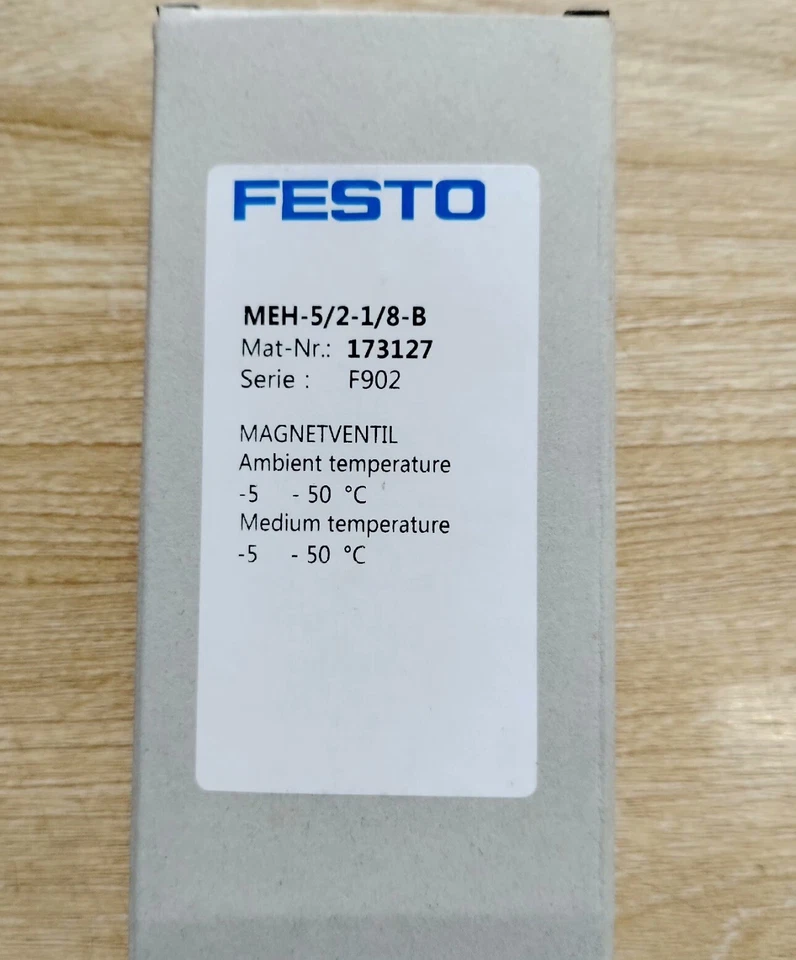 FESTO
MEH-5/2-1/8-B
Mat-Nr.: 173127
Serie : F902
MAGNETVENTIL
Ambient temperature
-5 - 50 °C
Medium temperature
-5 - 50 °C